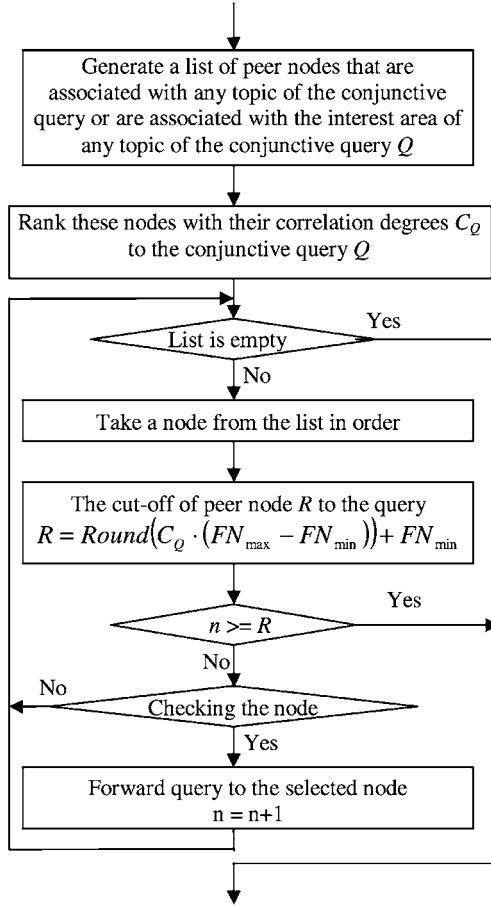 Generate a list of peer nodes that are
associated with any topic of the conjunctive
query or are associated with the interest area of
any topic of the conjunctive query Q
Rank these nodes with their correlation degrees C_Q
to the conjunctive query Q
Yes
List is empty
No
Take a node from the list in order
The cut-off of peer node R to the query
R = Round(C_Q · (FN_max − FN_min)) + FN_min
Yes
n >= R
No
No
Checking the node
Yes
Forward query to the selected node
n = n+1